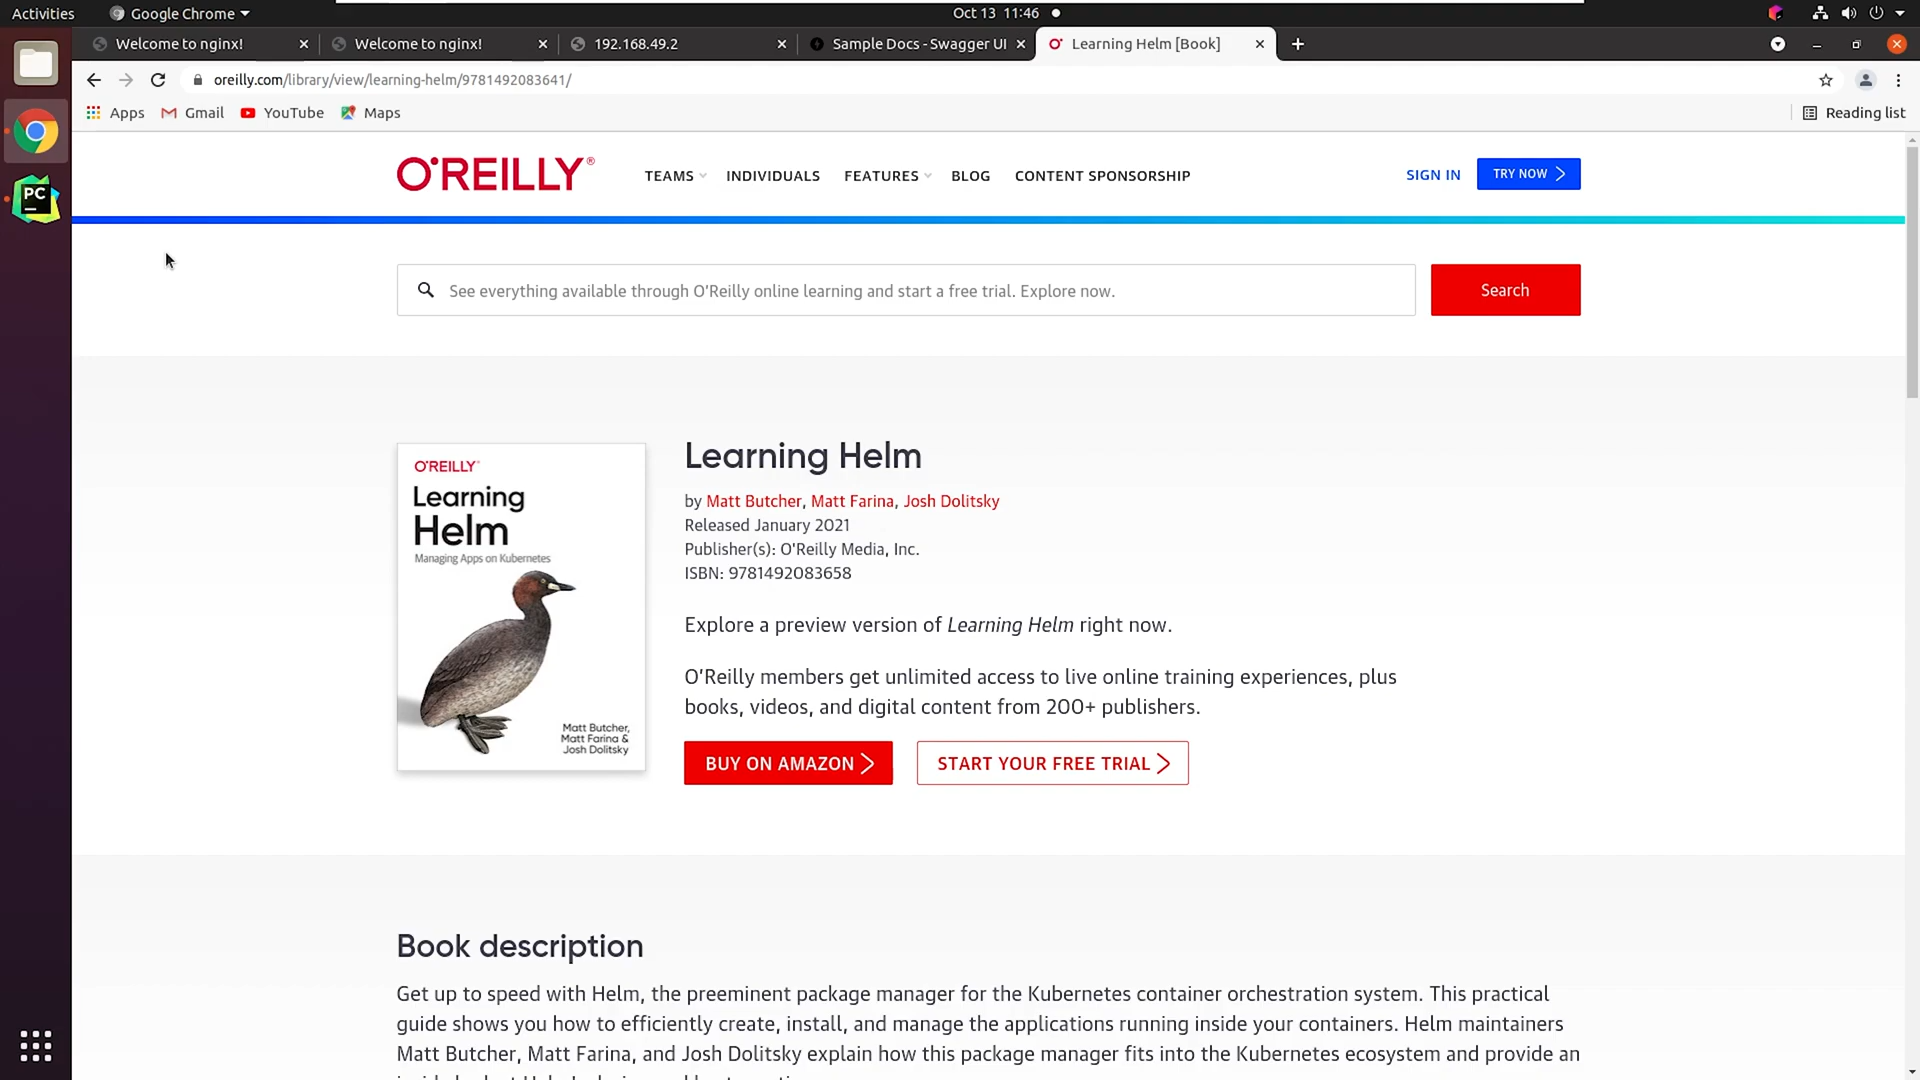 Activities
Google Chrome
Oct 13 11:46
Welcome to nginx!
Welcome to nginx!
192.168.49.2
Sample Docs - Swagger UI
Learning Helm [Book]
oreilly.com/library/view/learning-helm/9781492083641/
Apps
Gmail
YouTube
Maps
Reading list
PC
O'REILLY®
TEAMS
INDIVIDUALS
FEATURES
BLOG
CONTENT SPONSORSHIP
SIGN IN
TRY NOW
See everything available through O'Reilly online learning and start a free trial. Explore now.
Search
O'REILLY
Learning
Helm
Managing Apps on Kubernetes
Matt Butcher,
Matt Farina &
Josh Dolitsky
Learning Helm
by Matt Butcher, Matt Farina, Josh Dolitsky
Released January 2021
Publisher(s): O'Reilly Media, Inc.
ISBN: 9781492083658
Explore a preview version of Learning Helm right now.
O'Reilly members get unlimited access to live online training experiences, plus
books, videos, and digital content from 200+ publishers.
BUY ON AMAZON
START YOUR FREE TRIAL
Book description
Get up to speed with Helm, the preeminent package manager for the Kubernetes container orchestration system. This practical
guide shows you how to efficiently create, install, and manage the applications running inside your containers. Helm maintainers
Matt Butcher, Matt Farina, and Josh Dolitsky explain how this package manager fits into the Kubernetes ecosystem and provide an